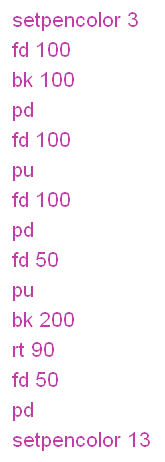 setpencolor 3
fd 100
bk 100
pd
fd 100
pu
fd 100
pd
fd 50
pu
bk 200
rt 90
fd 50
pd
setpencolor 13